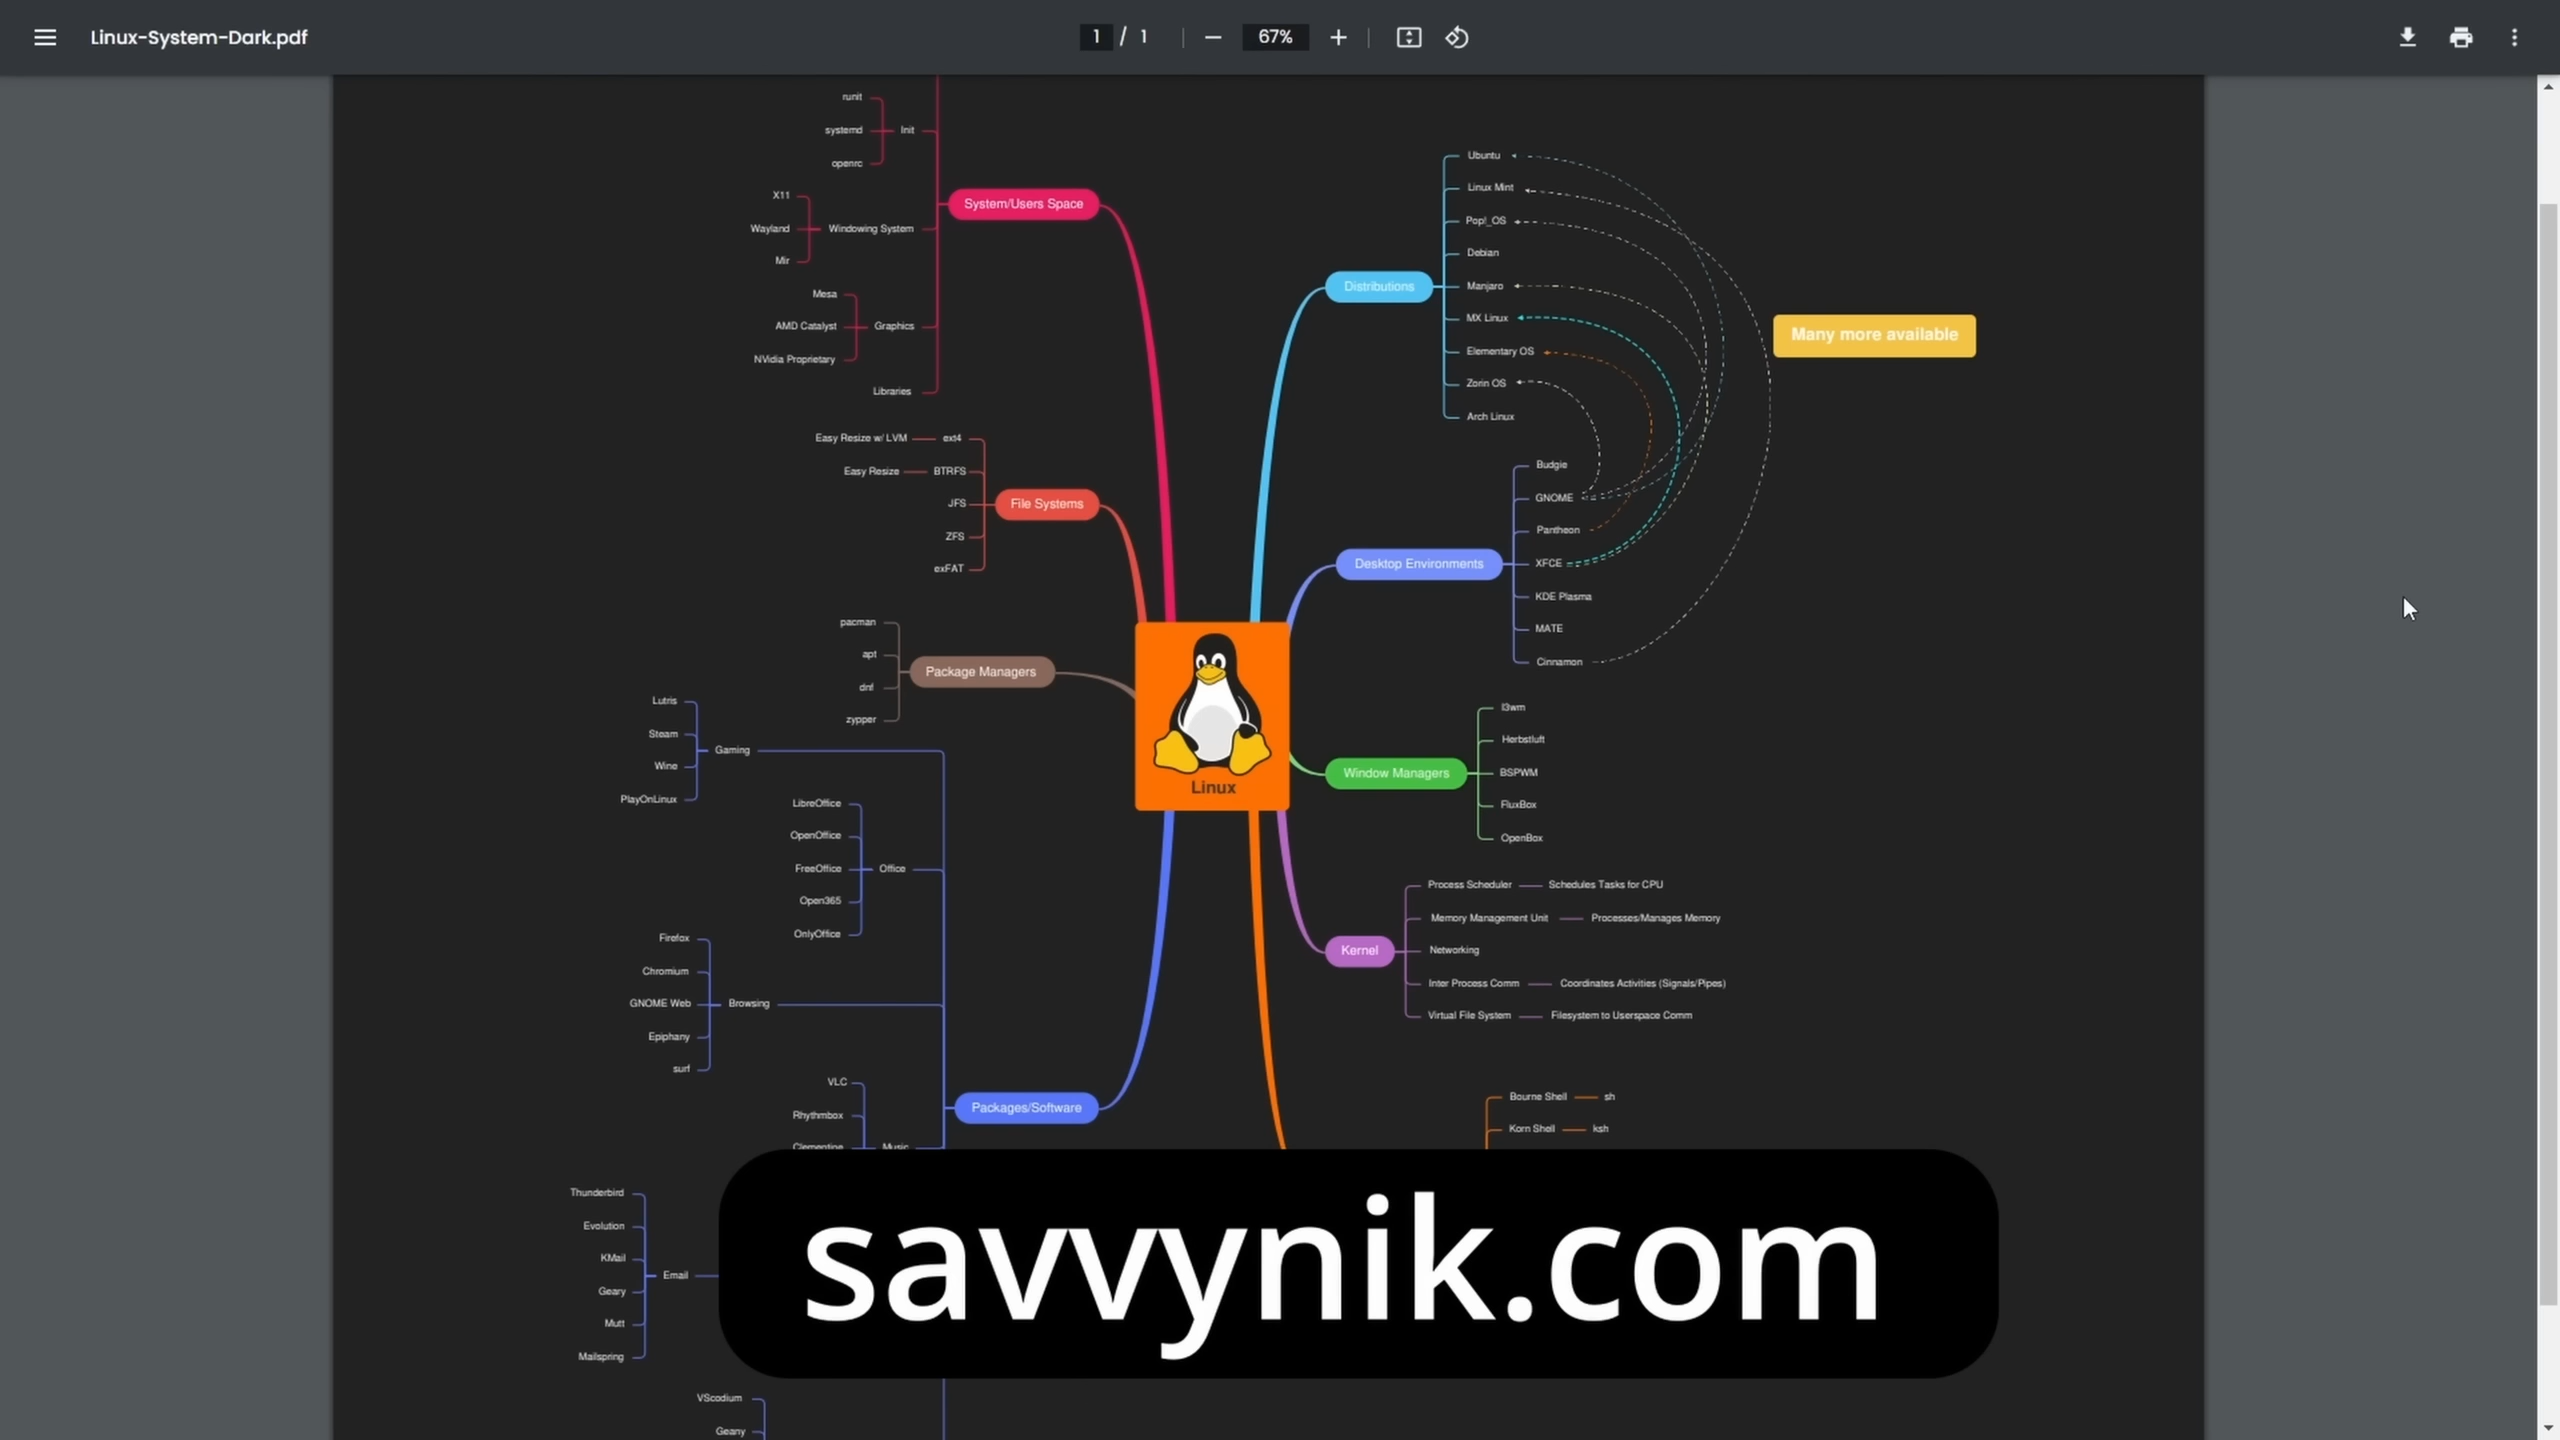 Linux-System-Dark.pdf
1 / 1
67%
runit
systemd
openrc
Init
X11
Wayland
Mir
Windowing System
Mesa
AMD Catalyst
NVidia Proprietary
Graphics
Libraries
System/Users Space
Easy Resize w/ LVM
ext4
Easy Resize
BTRFS
JFS
ZFS
exFAT
File Systems
pacman
apt
dnf
zypper
Package Managers
Lutris
Steam
Wine
PlayOnLinux
Gaming
LibreOffice
OpenOffice
FreeOffice
Open365
OnlyOffice
Office
Firefox
Chromium
GNOME Web
Epiphany
surf
Browsing
VLC
Rhythmbox
Clementine
Music
Packages/Software
Thunderbird
Evolution
KMail
Geary
Mutt
Mailspring
Email
VScodium
Geany
Linux
Distributions
Ubuntu
Linux Mint
Pop!_OS
Debian
Manjaro
MX Linux
Elementary OS
Zorin OS
Arch Linux
Many more available
Desktop Environments
Budgie
GNOME
Pantheon
XFCE
KDE Plasma
MATE
Cinnamon
Window Managers
I3wm
Herbstluft
BSPWM
FluxBox
OpenBox
Kernel
Process Scheduler
Schedules Tasks for CPU
Memory Management Unit
Processes/Manages Memory
Networking
Inter Process Comm
Coordinates Activities (Signals/Pipes)
Virtual File System
Filesystem to Userspace Comm
Bourne Shell
sh
Korn Shell
ksh
savvynik.com